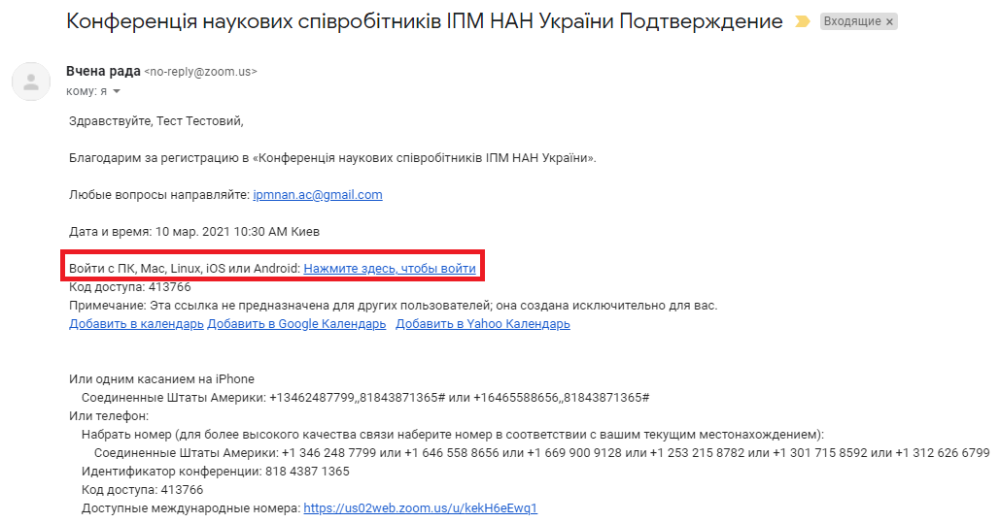 Конференція наукових співробітників ІПМ НАН України Подтверждение Входящие ×
Вчена рада <no-reply@zoom.us>
кому: я
Здравствуйте, Тест Тестовий,
Благодарим за регистрацию в «Конференція наукових співробітників ІПМ НАН України».
Любые вопросы направляйте: ipmnan.ac@gmail.com
Дата и время: 10 мар. 2021 10:30 AM Киев
Войти с ПК, Mac, Linux, iOS или Android: Нажмите здесь, чтобы войти
Код доступа: 413766
Примечание: Эта ссылка не предназначена для других пользователей; она создана исключительно для вас.
Добавить в календарь Добавить в Google Календарь Добавить в Yahoo Календарь
Или одним касанием на iPhone
Соединенные Штаты Америки: +13462487799,,81843871365# или +16465588656,,81843871365#
Или телефон:
Набрать номер (для более высокого качества связи наберите номер в соответствии с вашим текущим местонахождением):
Соединенные Штаты Америки: +1 346 248 7799 или +1 646 558 8656 или +1 669 900 9128 или +1 253 215 8782 или +1 301 715 8592 или +1 312 626 6799
Идентификатор конференции: 818 4387 1365
Код доступа: 413766
Доступные международные номера: https://us02web.zoom.us/u/kekH6eEwq1